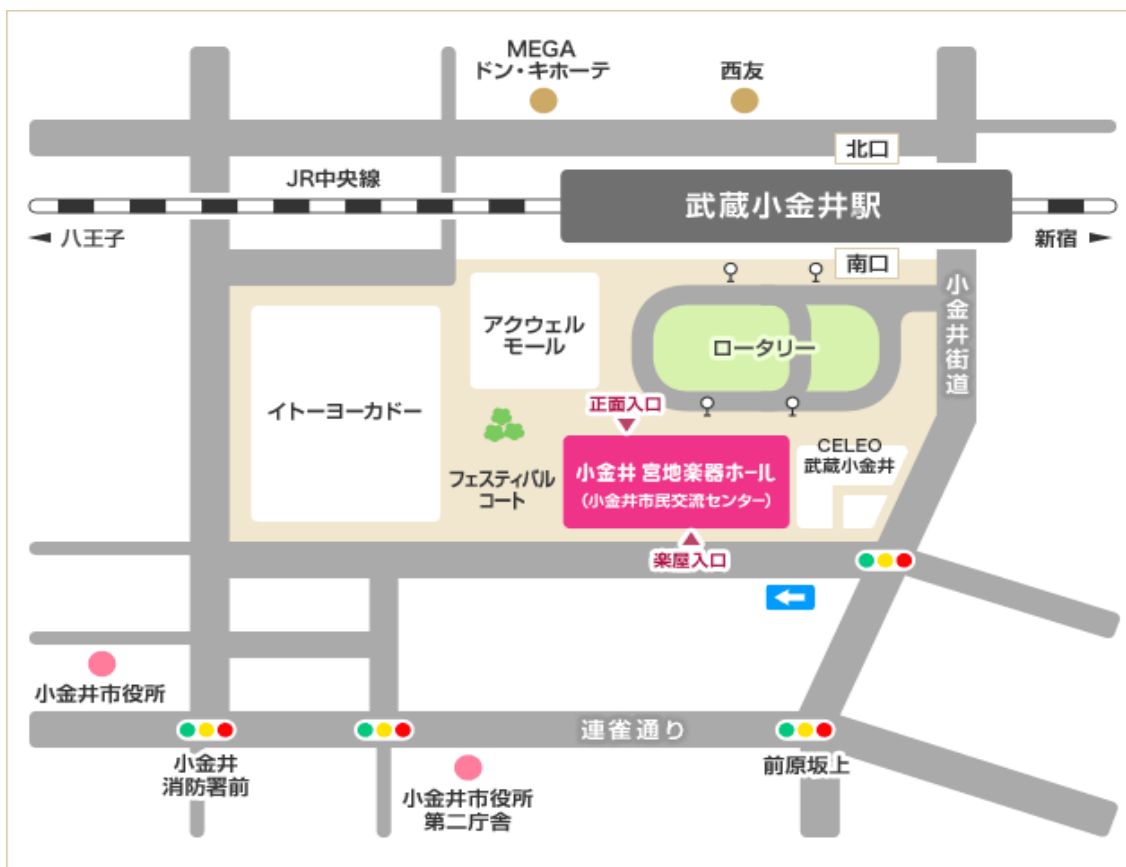 MEGA
ドン・キホーテ
西友
北口
JR中央線
武蔵小金井駅
八王子
新宿
南口
小金井街道
アクウェル
モール
ロータリー
イトーヨーカドー
正面入口
小金井 宮地楽器ホール
（小金井市民交流センター）
CELEO
武蔵小金井
フェスティバル
コート
楽屋入口
小金井市役所
連雀通り
小金井
消防署前
前原坂上
小金井市役所
第二庁舎